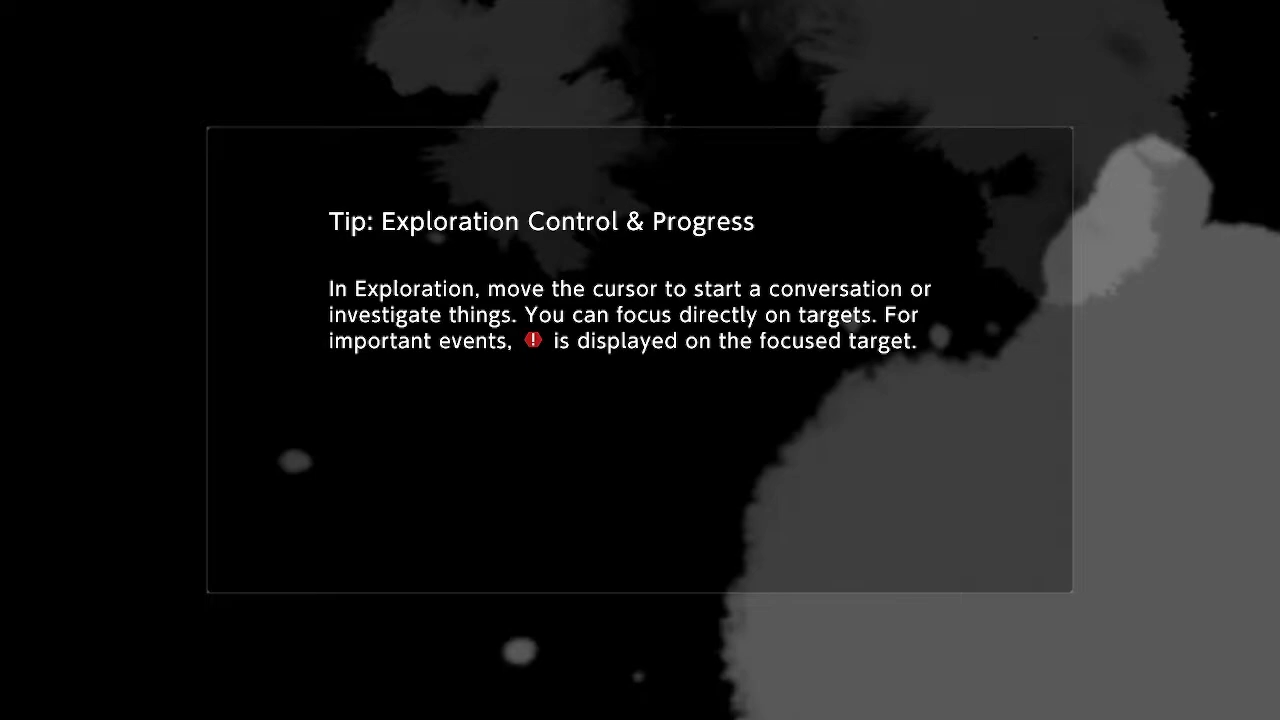 Tip: Exploration Control & Progress
In Exploration, move the cursor to start a conversation or
investigate things. You can focus directly on targets. For
important events, ! is displayed on the focused target.